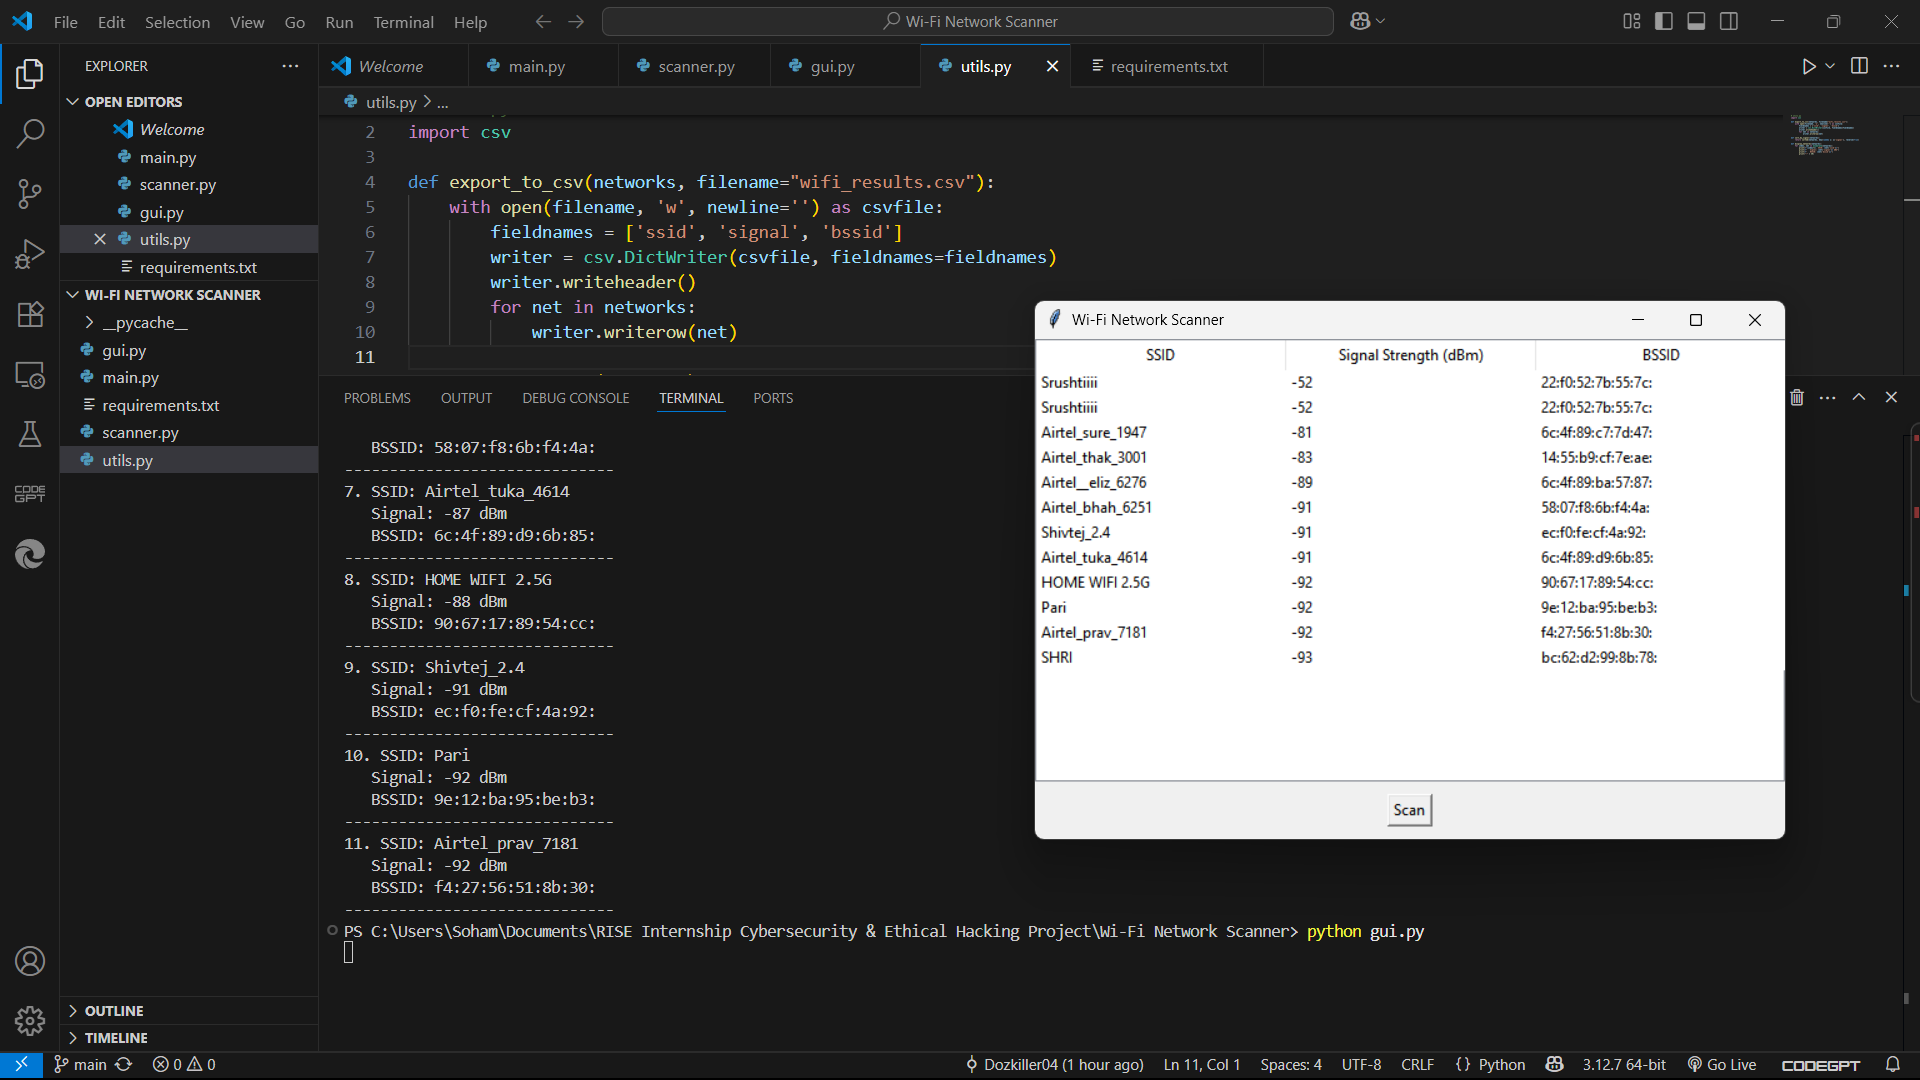 File Edit Selection View Go Run Terminal Help
Wi-Fi Network Scanner
EXPLORER
OPEN EDITORS
Welcome
main.py
scanner.py
gui.py
utils.py
requirements.txt
WI-FI NETWORK SCANNER
__pycache__
gui.py
main.py
requirements.txt
scanner.py
utils.py
OUTLINE
TIMELINE
CODE
GPT
Welcome main.py scanner.py gui.py utils.py requirements.txt
utils.py > ...
2 import csv
3
4 def export_to_csv(networks, filename="wifi_results.csv"):
5 with open(filename, 'w', newline='') as csvfile:
6 fieldnames = ['ssid', 'signal', 'bssid']
7 writer = csv.DictWriter(csvfile, fieldnames=fieldnames)
8 writer.writeheader()
9 for net in networks:
10 writer.writerow(net)
11
PROBLEMS OUTPUT DEBUG CONSOLE TERMINAL PORTS
BSSID: 58:07:f8:6b:f4:4a:
------------------------------
7. SSID: Airtel_tuka_4614
Signal: -87 dBm
BSSID: 6c:4f:89:d9:6b:85:
------------------------------
8. SSID: HOME WIFI 2.5G
Signal: -88 dBm
BSSID: 90:67:17:89:54:cc:
------------------------------
9. SSID: Shivtej_2.4
Signal: -91 dBm
BSSID: ec:f0:fe:cf:4a:92:
------------------------------
10. SSID: Pari
Signal: -92 dBm
BSSID: 9e:12:ba:95:be:b3:
------------------------------
11. SSID: Airtel_prav_7181
Signal: -92 dBm
BSSID: f4:27:56:51:8b:30:
------------------------------
PS C:\Users\Soham\Documents\RISE Internship Cybersecurity & Ethical Hacking Project\Wi-Fi Network Scanner> python gui.py
Wi-Fi Network Scanner
SSID Signal Strength (dBm) BSSID
Srushtiiii -52 22:f0:52:7b:55:7c:
Srushtiiii -52 22:f0:52:7b:55:7c:
Airtel_sure_1947 -81 6c:4f:89:c7:7d:47:
Airtel_thak_3001 -83 14:55:b9:cf:7e:ae:
Airtel__eliz_6276 -89 6c:4f:89:ba:57:87:
Airtel_bhah_6251 -91 58:07:f8:6b:f4:4a:
Shivtej_2.4 -91 ec:f0:fe:cf:4a:92:
Airtel_tuka_4614 -91 6c:4f:89:d9:6b:85:
HOME WIFI 2.5G -92 90:67:17:89:54:cc:
Pari -92 9e:12:ba:95:be:b3:
Airtel_prav_7181 -92 f4:27:56:51:8b:30:
SHRI -93 bc:62:d2:99:8b:78:
Scan
main 0 0 Dozkiller04 (1 hour ago) Ln 11, Col 1 Spaces: 4 UTF-8 CRLF {} Python 3.12.7 64-bit Go Live CODEGPT